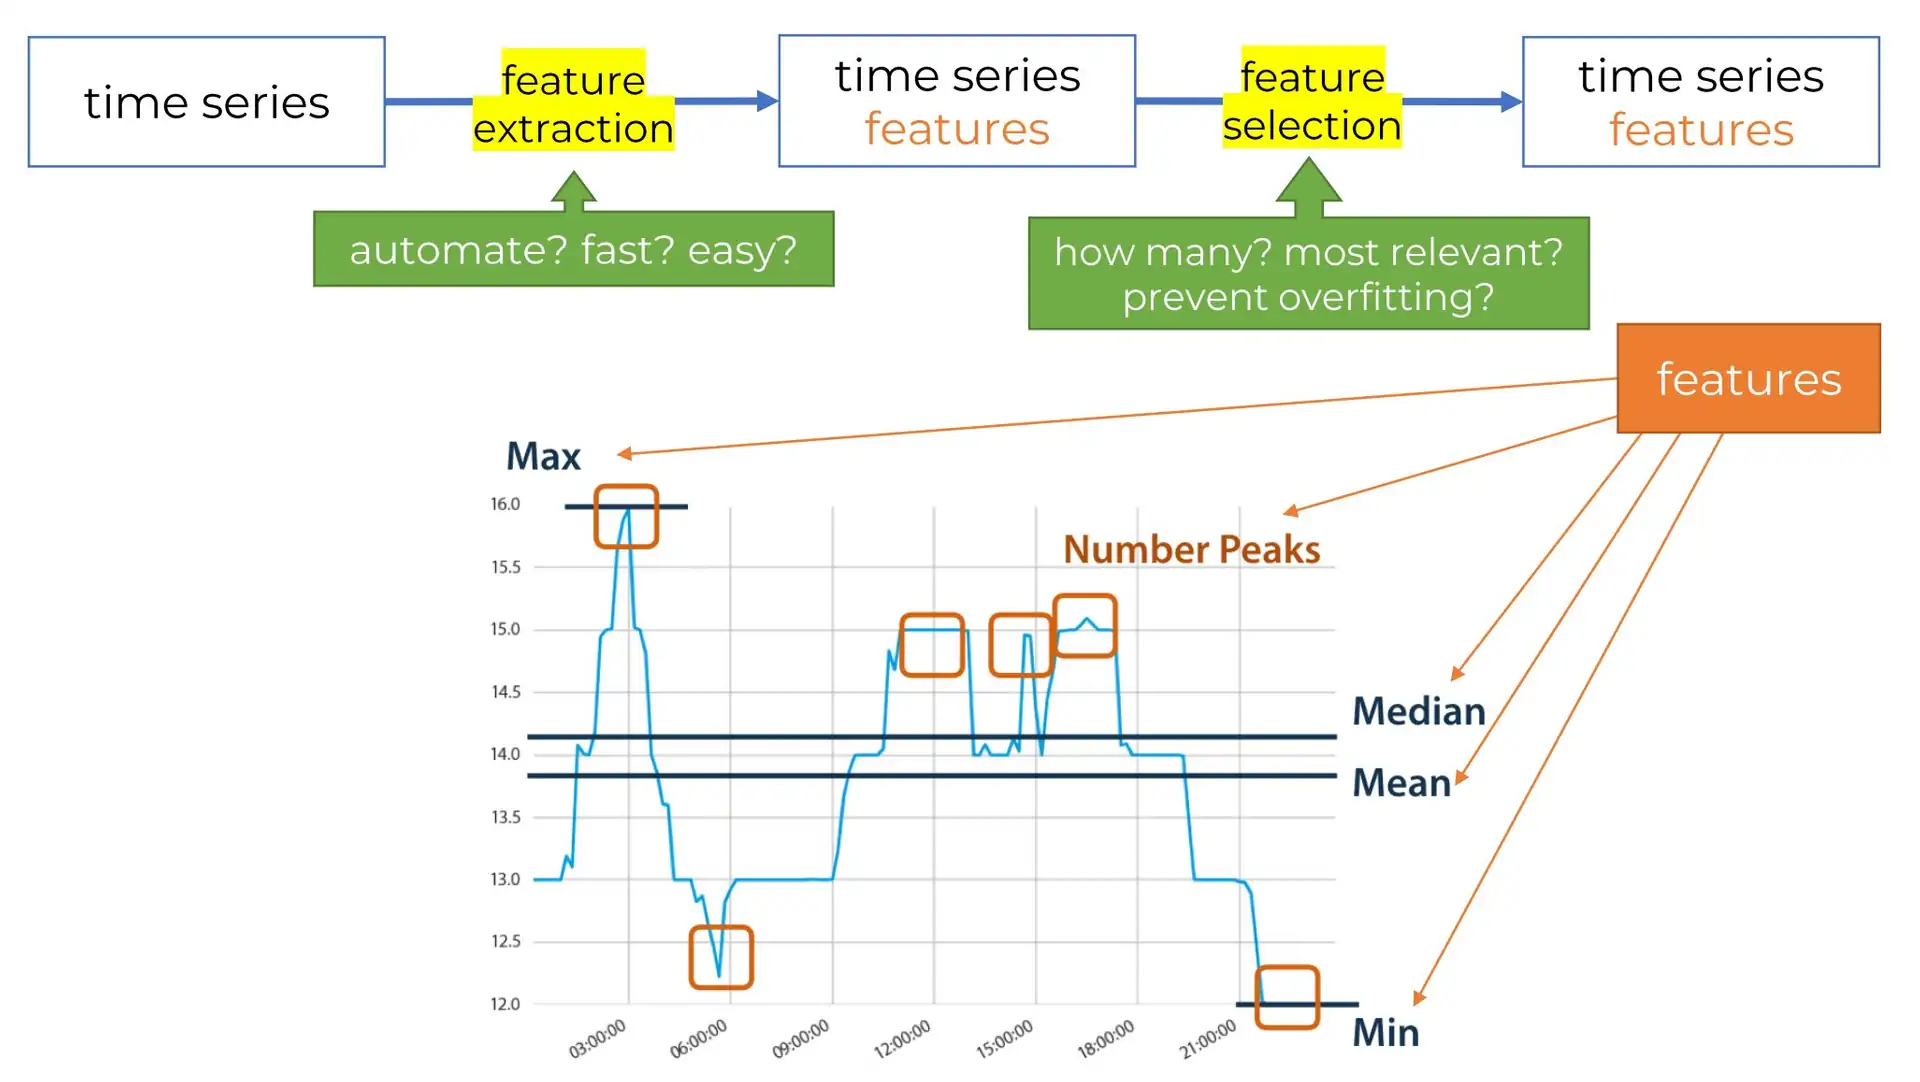 time series
feature
extraction
time series
features
feature
selection
time series
features
automate? fast? easy?
how many? most relevant?
prevent overfitting?
features
Max
Number Peaks
Median
Mean
Min
16.0
15.5
15.0
14.5
14.0
13.5
13.0
12.5
12.0
03:00:00
06:00:00
09:00:00
12:00:00
15:00:00
18:00:00
21:00:00